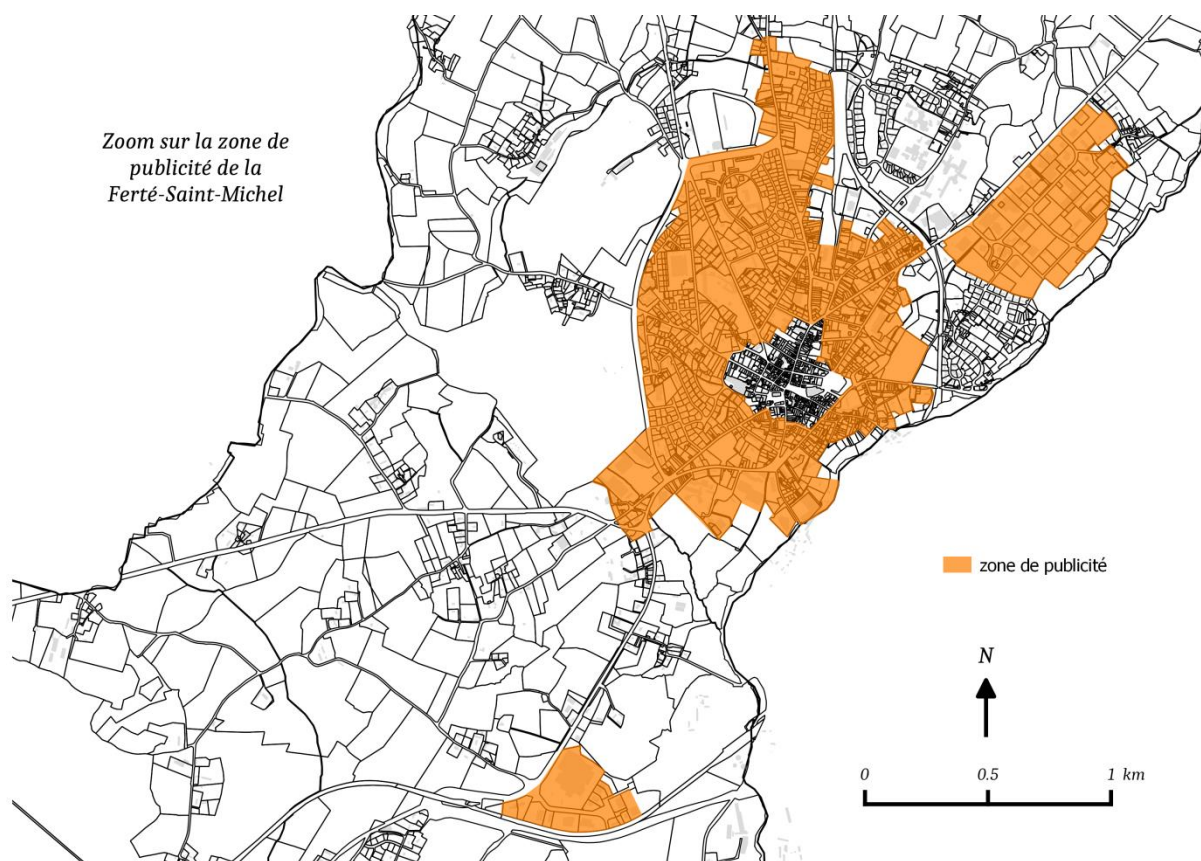 Zoom sur la zone de
publicité de la
Ferté-Saint-Michel
zone de publicité
N
0 0.5 1 km